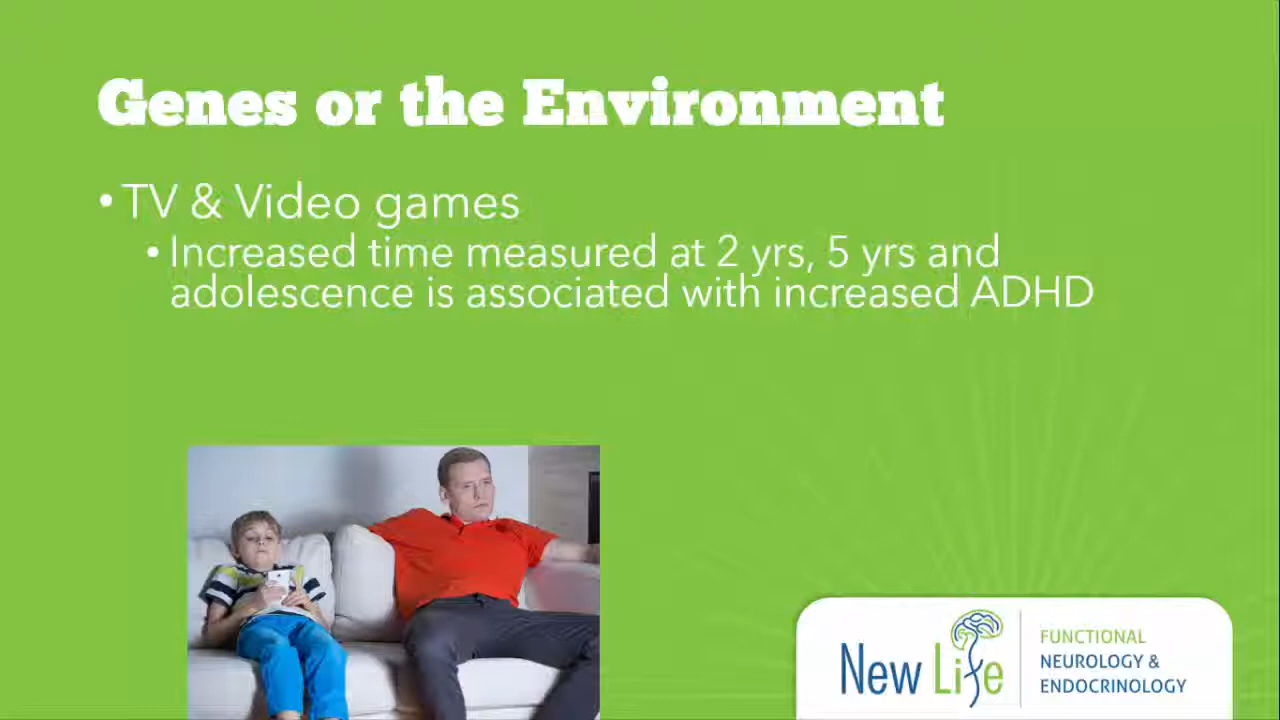 Genes or the Environment
• TV & Video games
• Increased time measured at 2 yrs, 5 yrs and
adolescence is associated with increased ADHD
New Life
FUNCTIONAL
NEUROLOGY &
ENDOCRINOLOGY